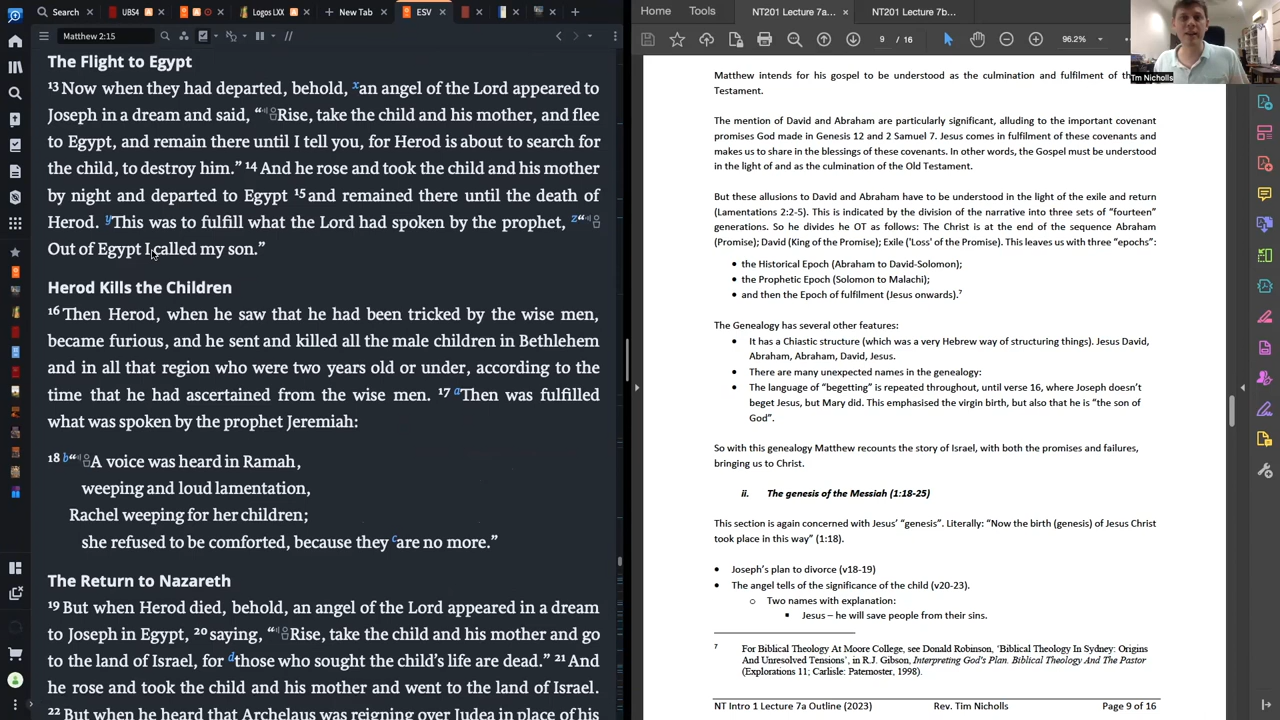 UBS4
Logos LXX
New Tab
ESV
Matthew 2:15
The Flight to Egypt
13 Now when they had departed, behold, x an angel of the Lord appeared to
Joseph in a dream and said, “Rise, take the child and his mother, and flee
to Egypt, and remain there until I tell you, for Herod is about to search for
the child, to destroy him.” 14 And he rose and took the child and his mother
by night and departed to Egypt 15 and remained there until the death of
Herod. y This was to fulfill what the Lord had spoken by the prophet, z “
Out of Egypt I called my son.”
Herod Kills the Children
16 Then Herod, when he saw that he had been tricked by the wise men,
became furious, and he sent and killed all the male children in Bethlehem
and in all that region who were two years old or under, according to the
time that he had ascertained from the wise men. 17 a Then was fulfilled
what was spoken by the prophet Jeremiah:
18 b “A voice was heard in Ramah,
weeping and loud lamentation,
Rachel weeping for her children;
she refused to be comforted, because they c are no more.”
The Return to Nazareth
19 But when Herod died, behold, an angel of the Lord appeared in a dream
to Joseph in Egypt, 20 saying, “Rise, take the child and his mother and go
to the land of Israel, for d those who sought the child’s life are dead.” 21 And
he rose and took the child and his mother and went to the land of Israel.
Home
Tools
NT201 Lecture 7a... ×
NT201 Lecture 7b...
9 / 16
96.2%
Tim Nicholls
Matthew intends for his gospel to be understood as the culmination and fulfilment of
Testament.
The mention of David and Abraham are particularly significant, alluding to the important covenant
promises God made in Genesis 12 and 2 Samuel 7. Jesus comes in fulfilment of these covenants and
makes us to share in the blessings of these covenants. In other words, the Gospel must be understood
in the light of and as the culmination of the Old Testament.
But these allusions to David and Abraham have to be understood in the light of the exile and return
(Lamentations 2:2-5). This is indicated by the division of the narrative into three sets of “fourteen”
generations. So he divides he OT as follows: The Christ is at the end of the sequence Abraham
(Promise); David (King of the Promise); Exile ('Loss' of the Promise). This leaves us with three “epochs”:
• the Historical Epoch (Abraham to David-Solomon);
• the Prophetic Epoch (Solomon to Malachi);
• and then the Epoch of fulfilment (Jesus onwards).7
The Genealogy has several other features:
• It has a Chiastic structure (which was a very Hebrew way of structuring things). Jesus David,
Abraham, Abraham, David, Jesus.
• There are many unexpected names in the genealogy:
• The language of “begetting” is repeated throughout, until verse 16, where Joseph doesn’t
beget Jesus, but Mary did. This emphasised the virgin birth, but also that he is “the son of
God”.
So with this genealogy Matthew recounts the story of Israel, with both the promises and failures,
bringing us to Christ.
ii. The genesis of the Messiah (1:18-25)
This section is again concerned with Jesus’ “genesis”. Literally: “Now the birth (genesis) of Jesus Christ
took place in this way” (1:18).
• Joseph’s plan to divorce (v18-19)
• The angel tells of the significance of the child (v20-23).
o Two names with explanation:
▪ Jesus – he will save people from their sins.
7 For Biblical Theology At Moore College, see Donald Robinson, ‘Biblical Theology In Sydney: Origins
And Unresolved Tensions’, in R.J. Gibson, Interpreting God’s Plan. Biblical Theology And The Pastor
(Explorations 11; Carlisle: Paternoster, 1998).
NT Intro 1 Lecture 7a Outline (2023)
Rev. Tim Nicholls
Page 9 of 16